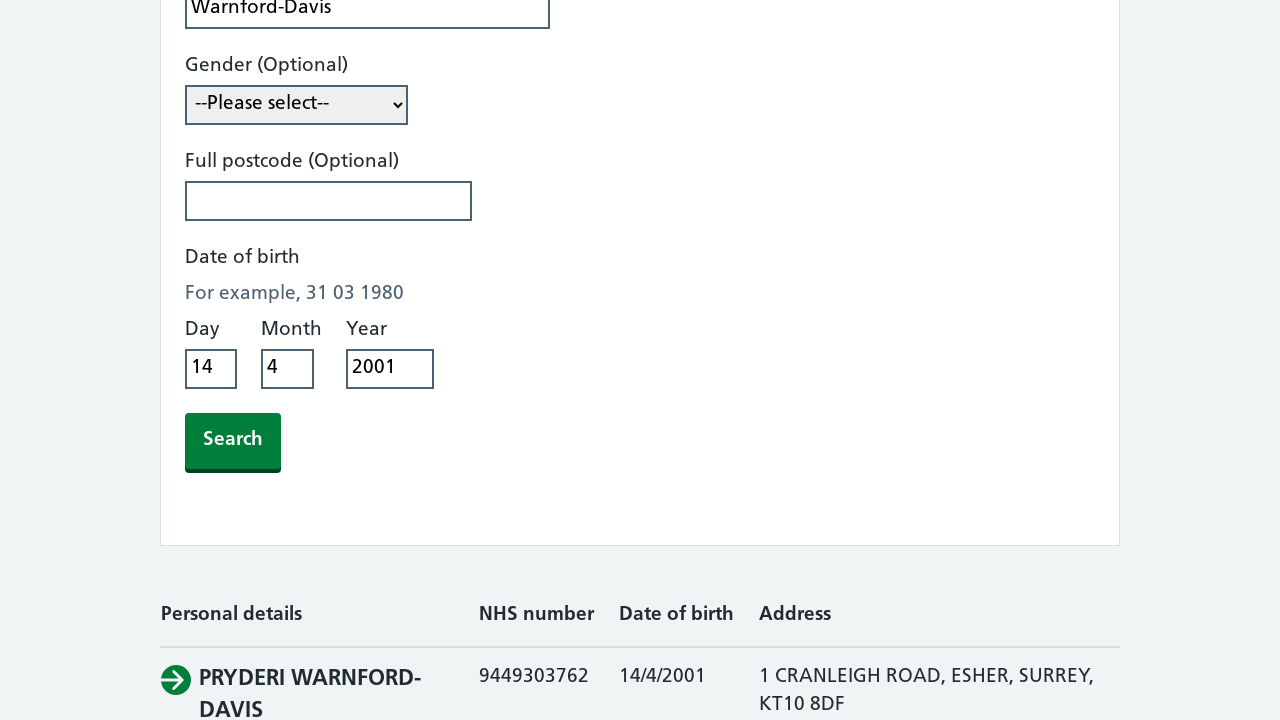 Warnford-Davis
Gender (Optional)
--Please select--
Full postcode (Optional)
Date of birth
For example, 31 03 1980
Day Month Year
14 4 2001
Search
Personal details NHS number Date of birth Address
PRYDERI WARNFORD- 9449303762 14/4/2001 1 CRANLEIGH ROAD, ESHER, SURREY,
DAVIS KT10 8DF